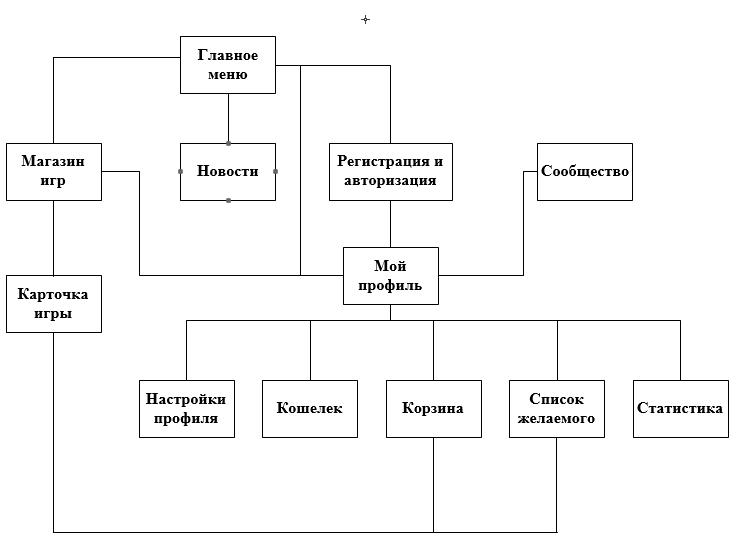 Главное
меню
Магазин
игр
Новости
Регистрация и
авторизация
Сообщество
Мой
профиль
Карточка
игры
Настройки
профиля
Кошелек
Корзина
Список
желаемого
Статистика